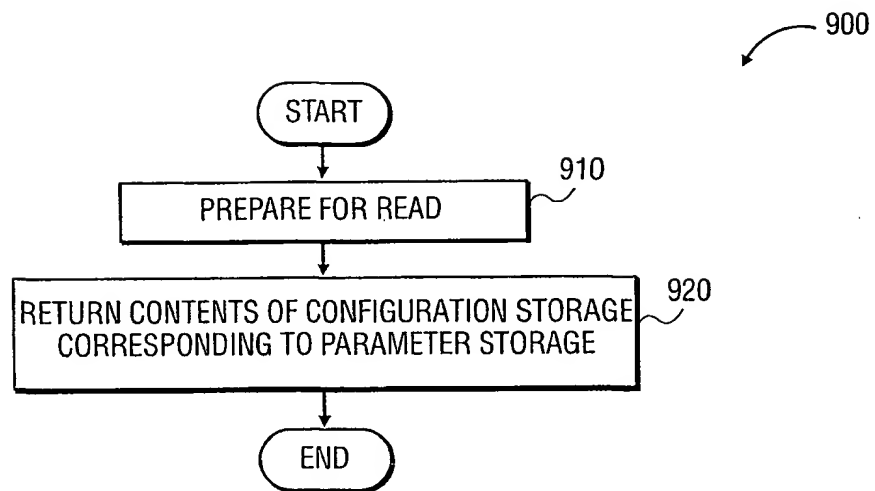 900
START
910
PREPARE FOR READ
920
RETURN CONTENTS OF CONFIGURATION STORAGE
CORRESPONDING TO PARAMETER STORAGE
END